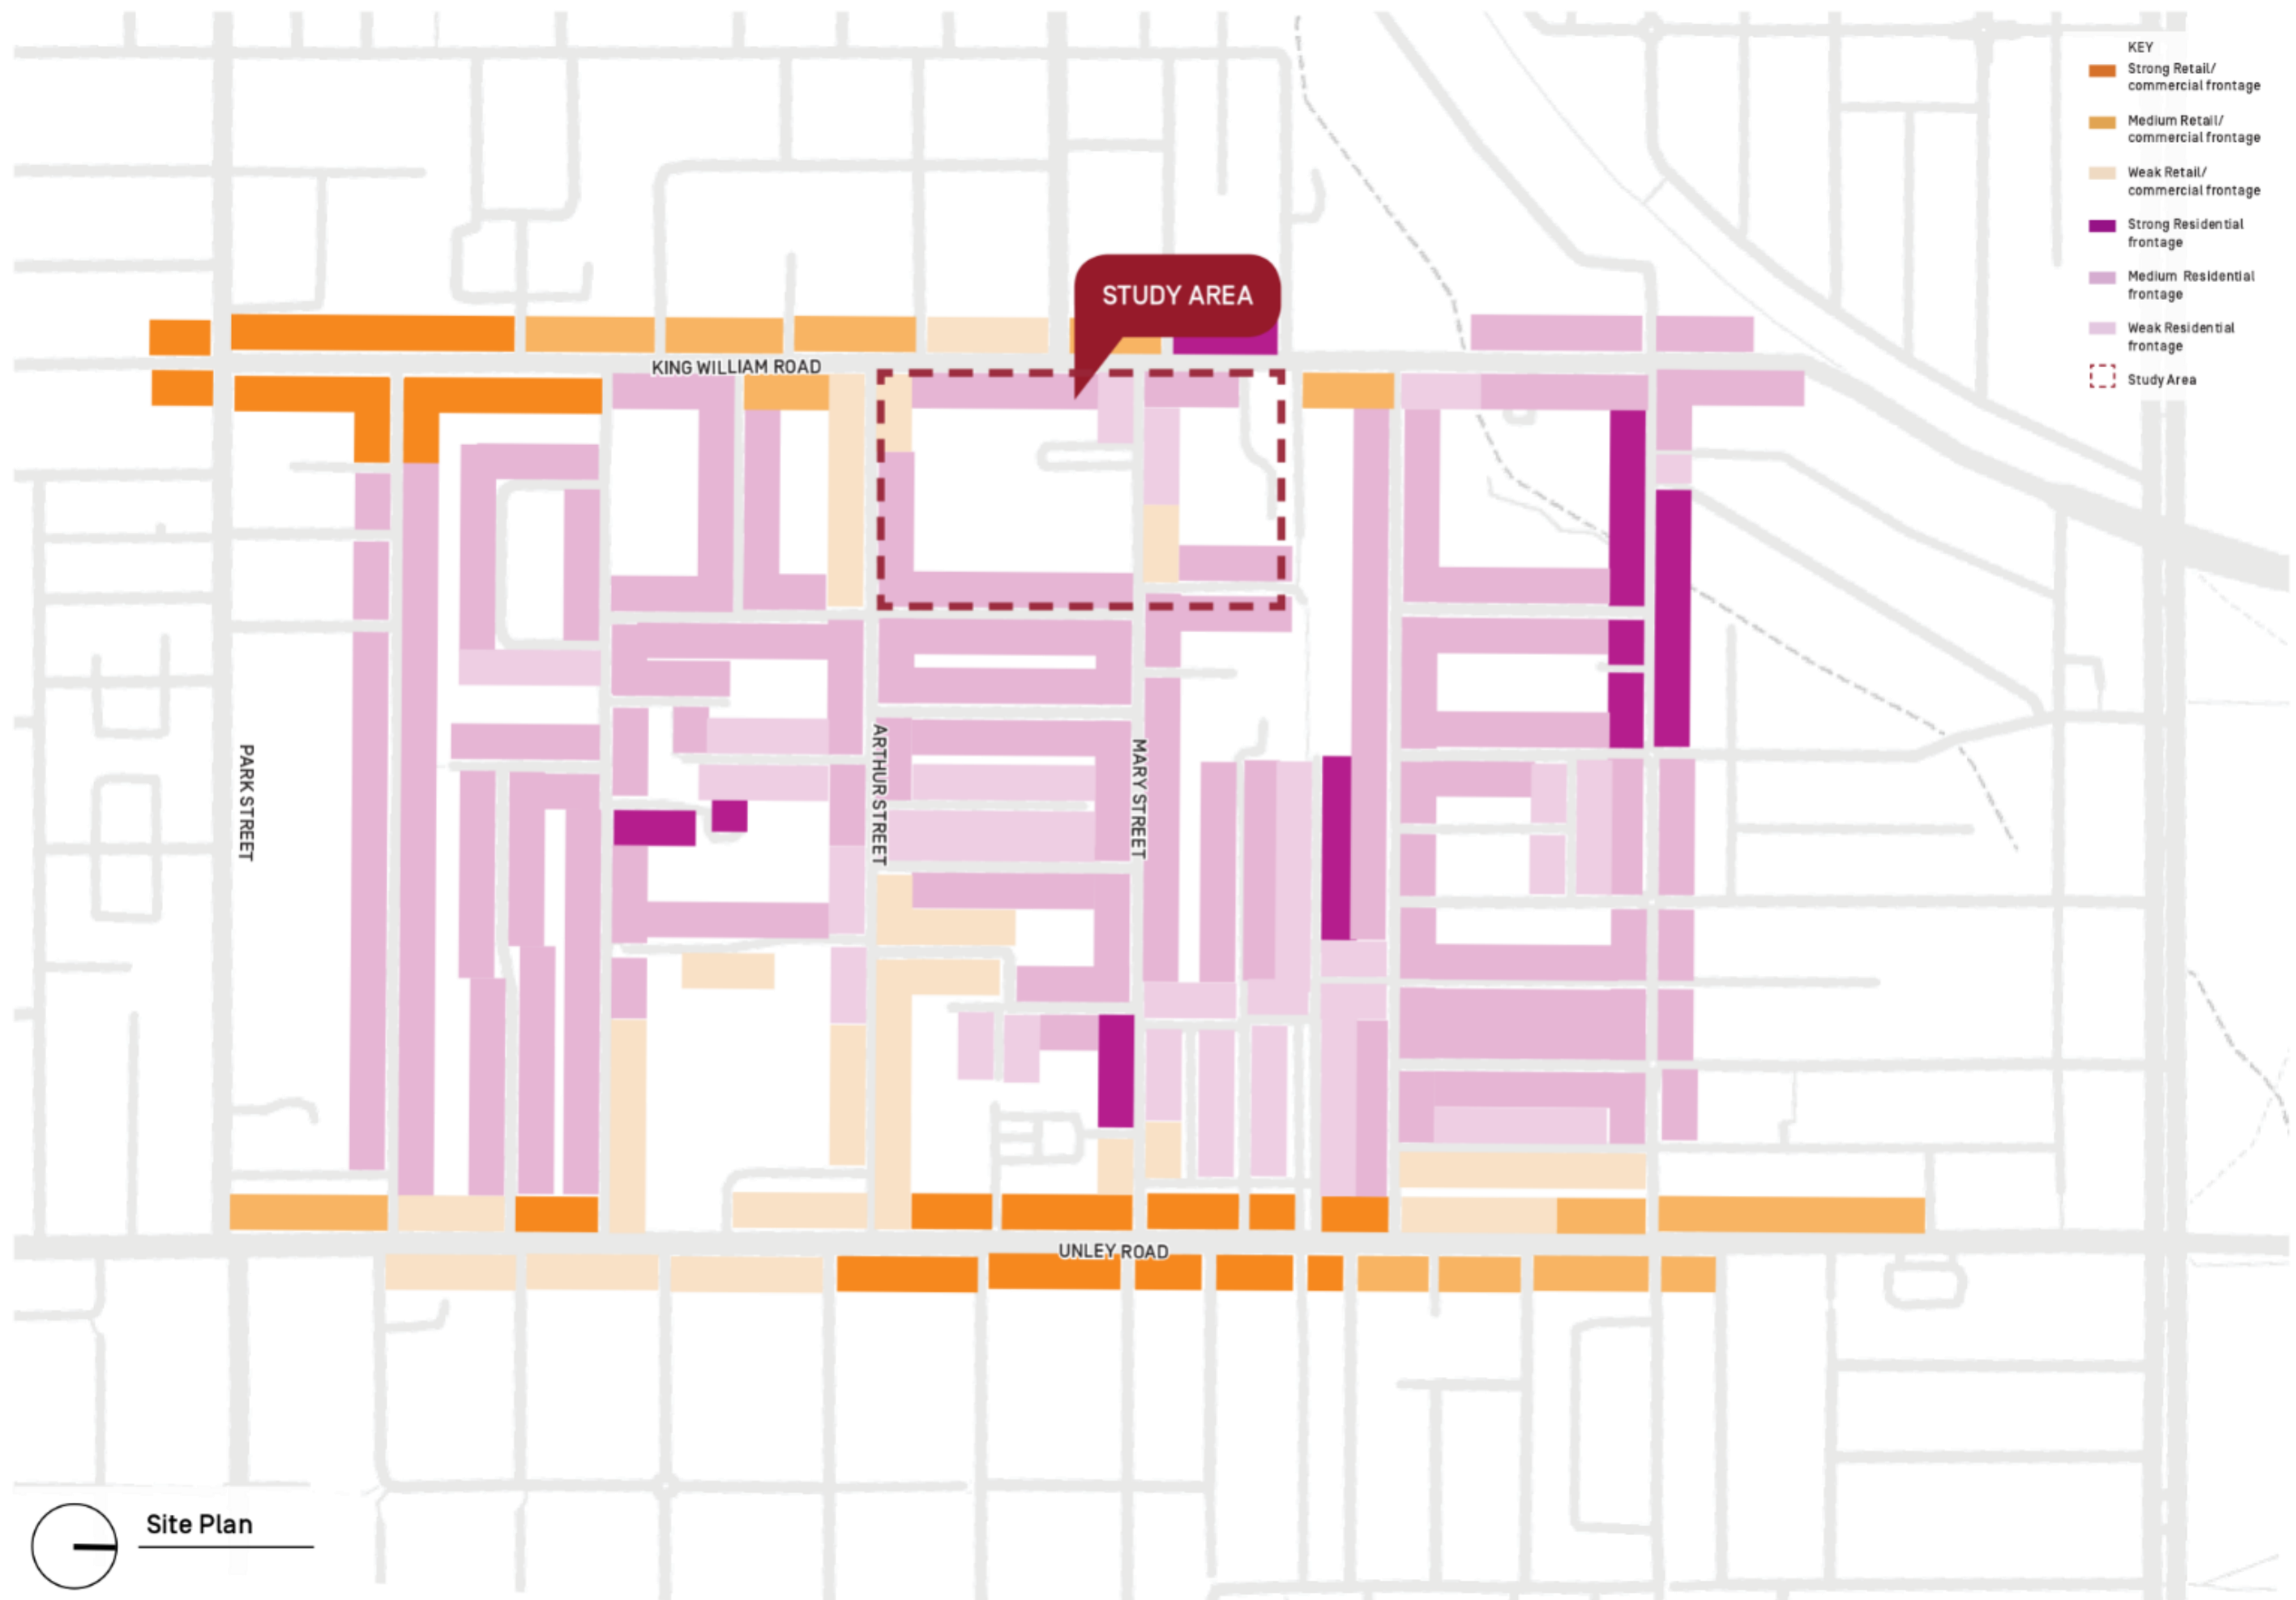 KEY
Strong Retail/
commercial frontage
Medium Retail/
commercial frontage
Weak Retail/
commercial frontage
Strong Residential
frontage
Medium Residential
frontage
Weak Residential
frontage
Study Area
STUDY AREA
KING WILLIAM ROAD
PARK STREET
ARTHUR STREET
MARY STREET
UNLEY ROAD
Site Plan